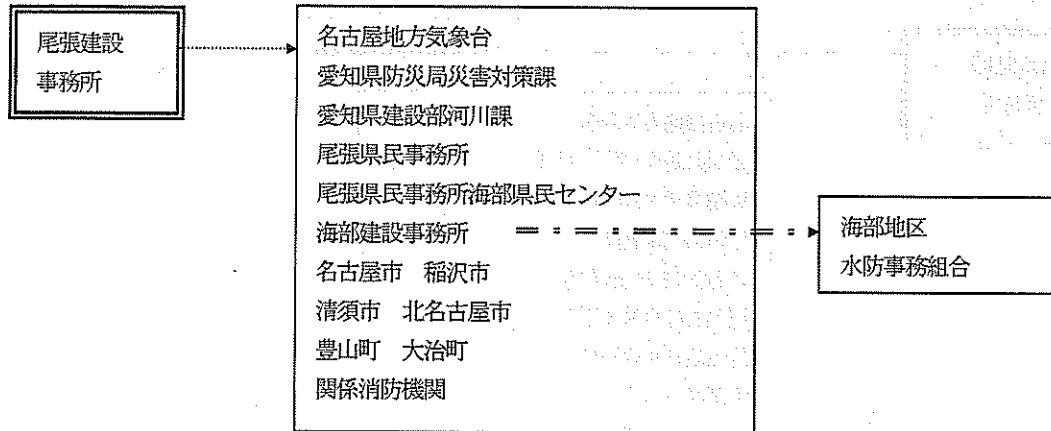 尾張建設
事務所
名古屋地方気象台
愛知県防災局災害対策課
愛知県建設部河川課
尾張県民事務所
尾張県民事務所海部県民センター
海部建設事務所
名古屋市　稲沢市
清須市　北名古屋市
豊山町　大治町
関係消防機関
海部地区
水防事務組合